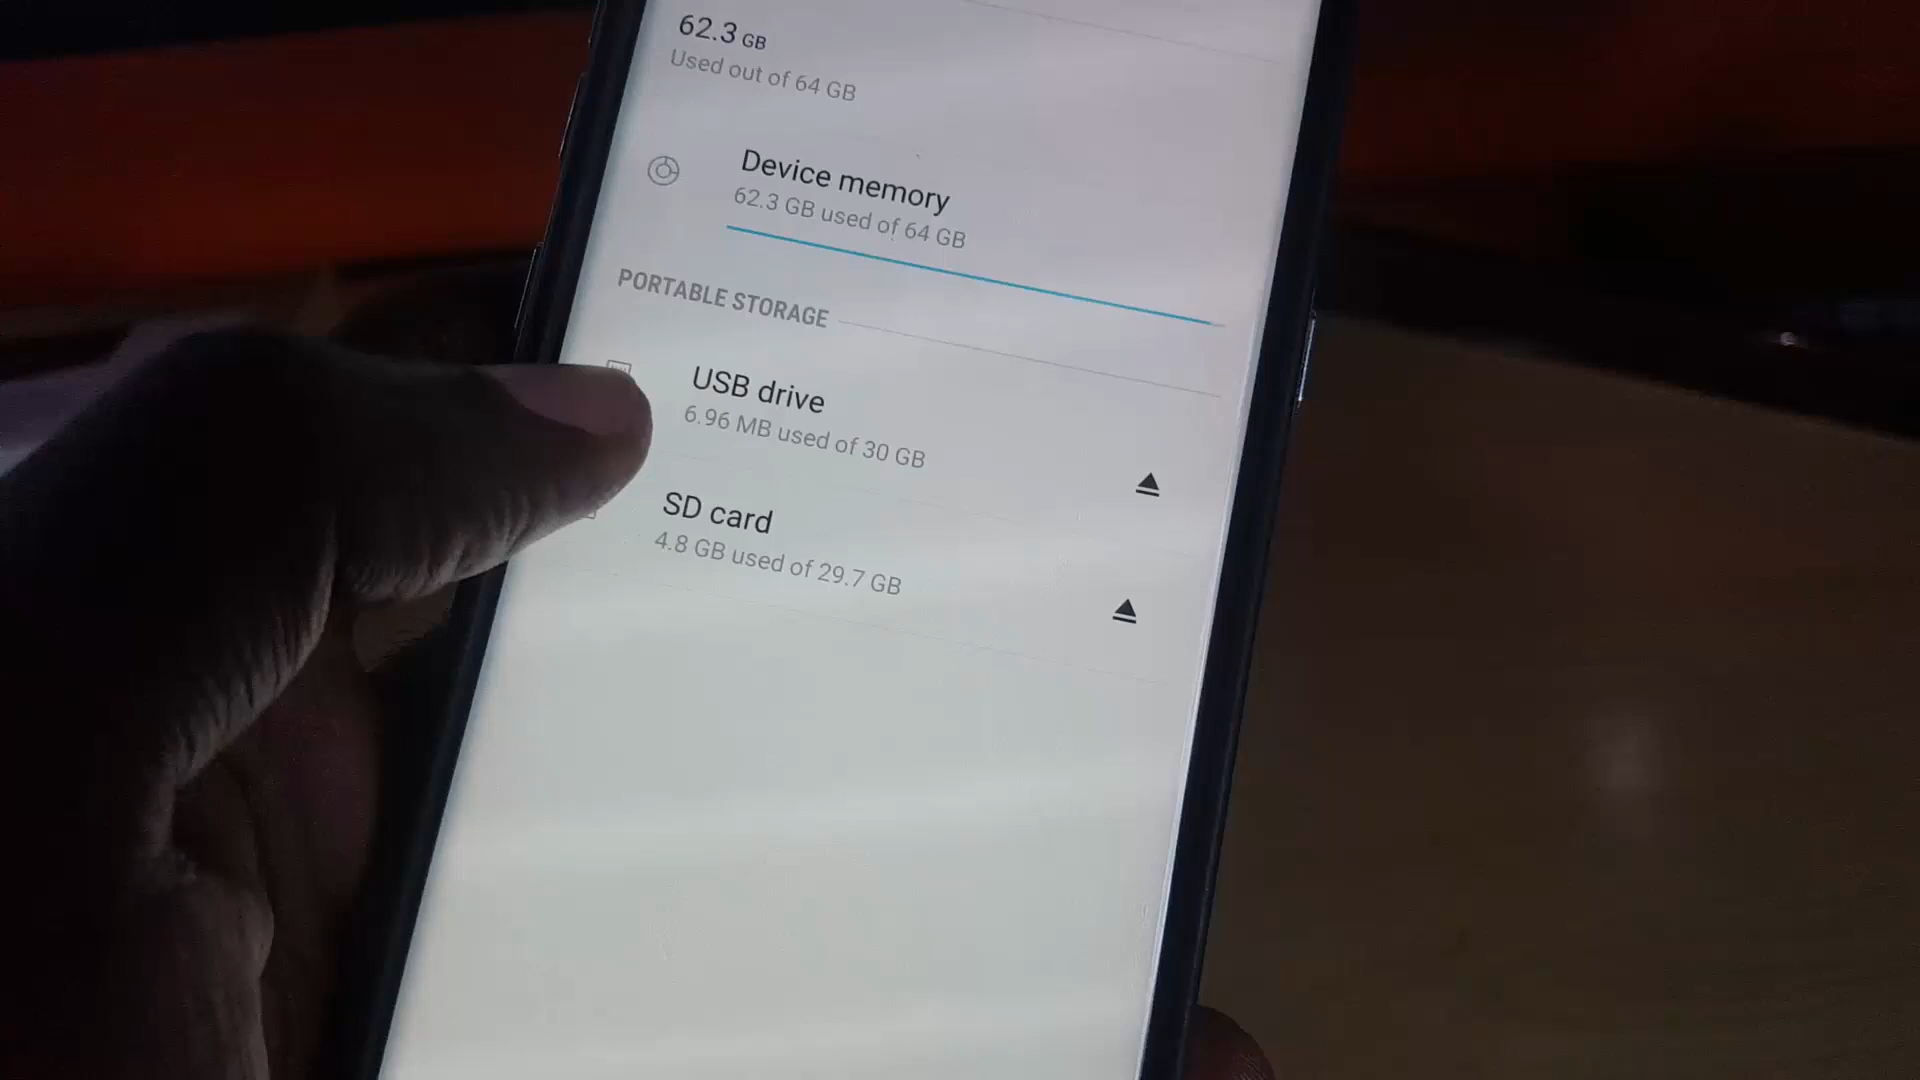 62.3 GB
Used out of 64 GB
Device memory
62.3 GB used of 64 GB
PORTABLE STORAGE
USB drive
6.96 MB used of 30 GB
SD card
4.8 GB used of 29.7 GB